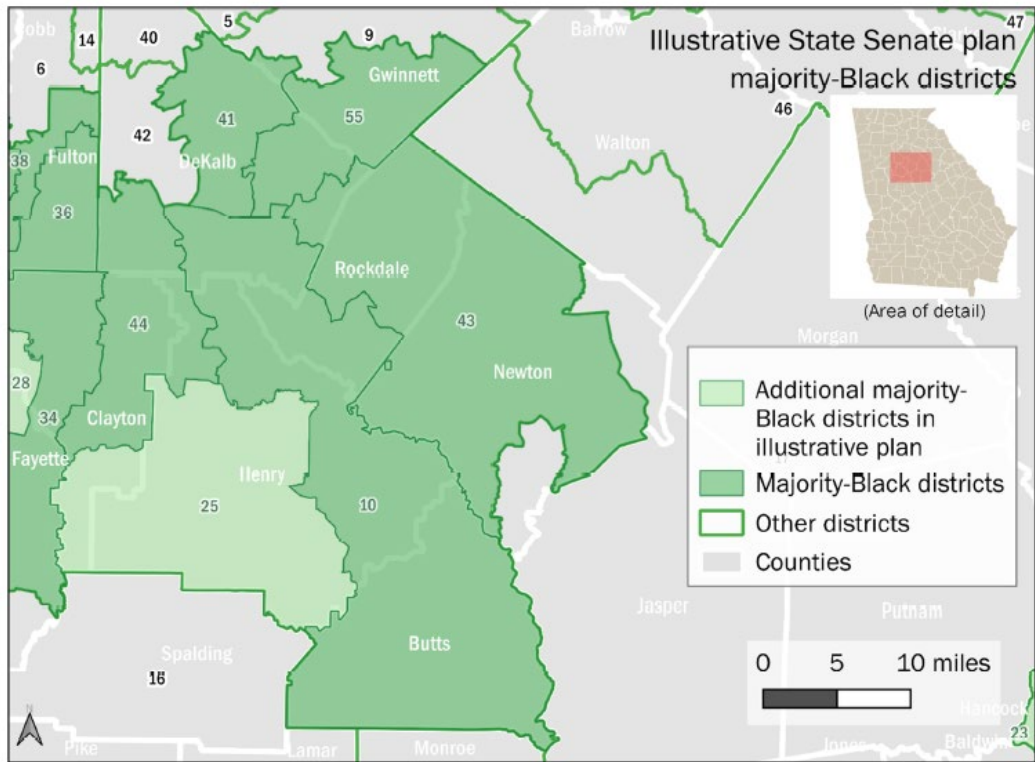 Illustrative State Senate plan
majority-Black districts
(Area of detail)
Additional majority-
Black districts in
illustrative plan
Majority-Black districts
Other districts
Counties
0 5 10 miles
5
9
47
14
40
Barrow
6
Gwinnett
46
41
55
42
Walton
38
Fulton
DeKalb
36
Rockdale
44
43
Morgan
28
Newton
34
Clayton
Fayette
Henry
25
10
Jasper
Putnam
Butts
Spalding
16
N
Hancock
23
Pike
Lamar
Monroe
Jones